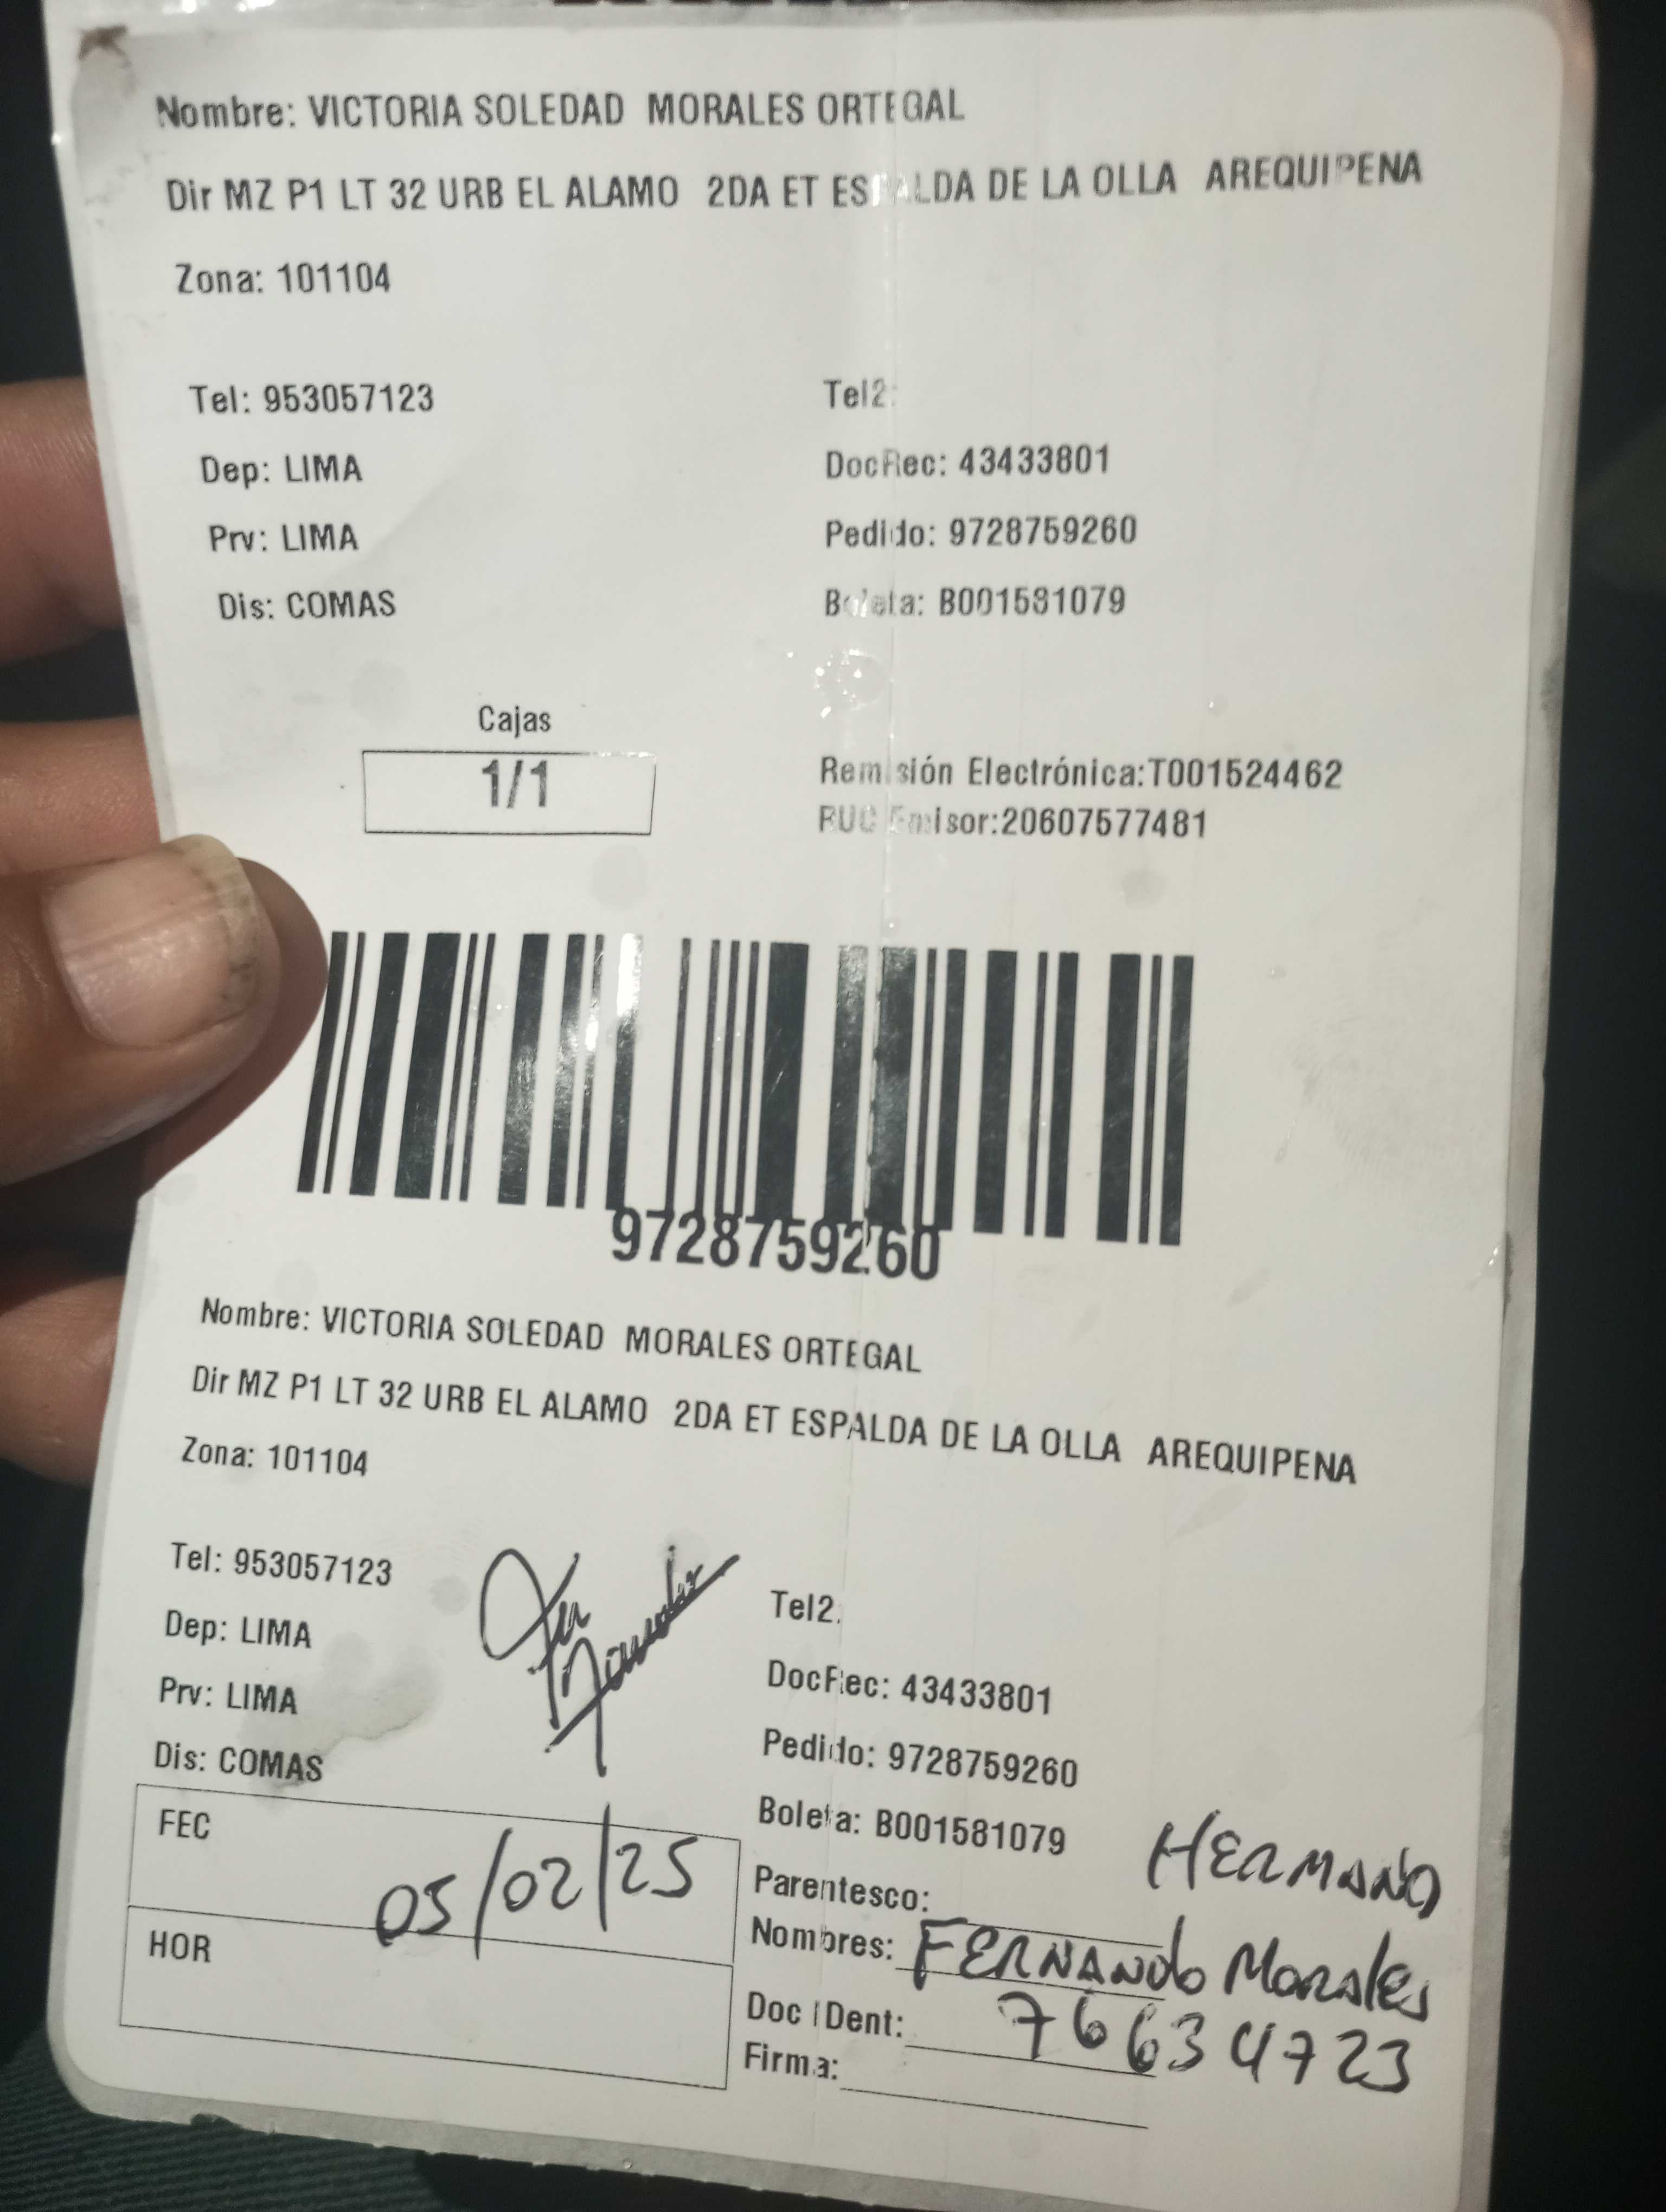 Nombre: VICTORIA SOLEDAD MORALES ORTEGAL
Dir MZ P1 LT 32 URB EL ALAMO 2DA ET ESPALDA DE LA OLLA AREQUIPENA
Zona: 101104
Tel: 953057123 Tel2:
Dep: LIMA DocRec: 43433801
Prv: LIMA Pedido: 9728759260
Dis: COMAS Boleta: B001581079
Cajas
1/1
Remisión Electrónica:T001524462
RUC Emisor:20607577481
9728759260
Nombre: VICTORIA SOLEDAD MORALES ORTEGAL
Dir MZ P1 LT 32 URB EL ALAMO 2DA ET ESPALDA DE LA OLLA AREQUIPENA
Zona: 101104
Tel: 953057123 Tel2:
Dep: LIMA DocRec: 43433801
Prv: LIMA Pedido: 9728759260
Dis: COMAS Boleta: B001581079
FEC 05/02/25
HOR
Parentesco: HERMANO
Nombres: FERNANDO Morales
Doc IDent: 76634723
Firma: